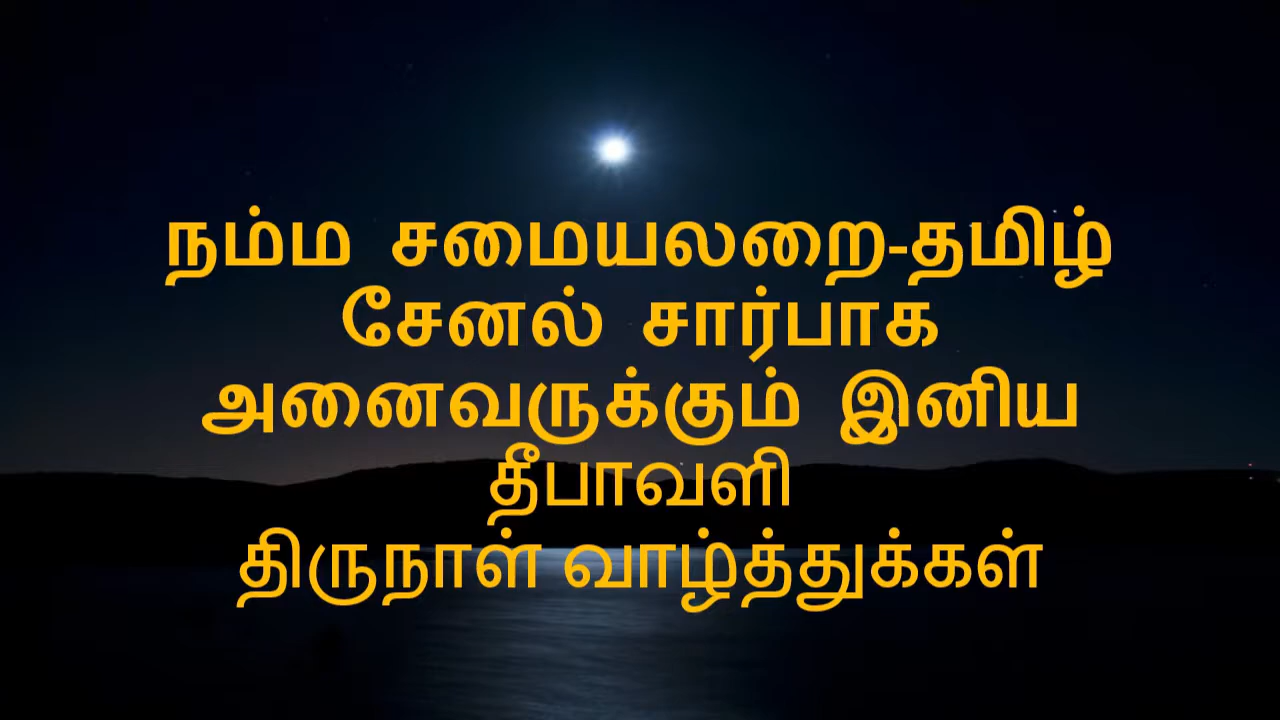 நம்ம சமையலறை-தமிழ்
சேனல் சார்பாக
அனைவருக்கும் இனிய
தீபாவளி
திருநாள் வாழ்த்துக்கள்